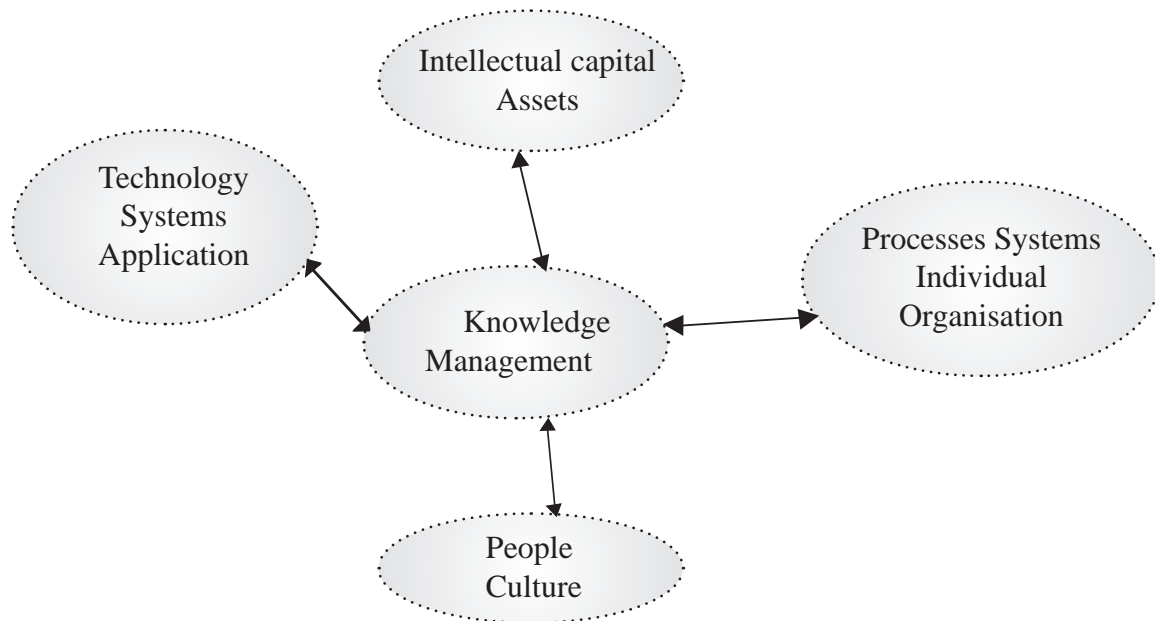 Intellectual capital
Assets
Technology
Systems
Application
Processes Systems
Individual
Organisation
Knowledge
Management
People
Culture